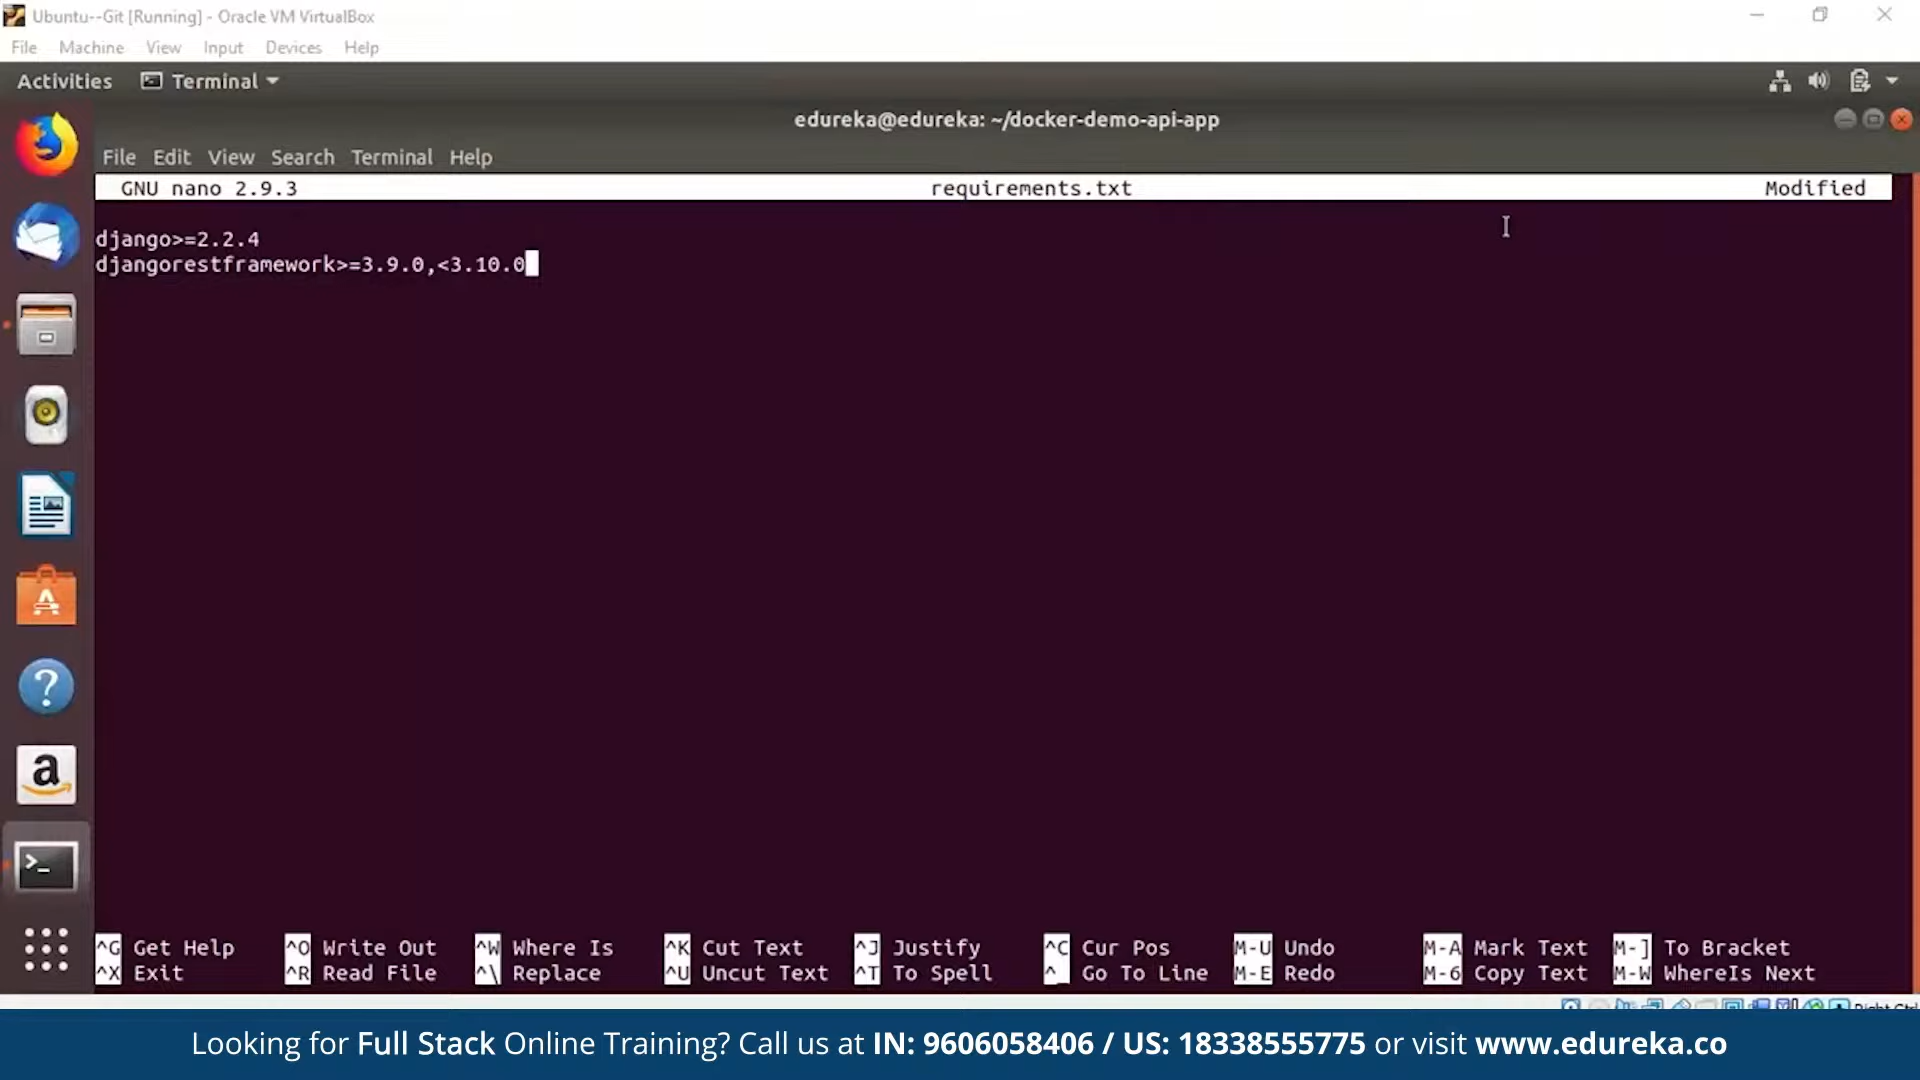 Ubuntu--Git [Running] - Oracle VM VirtualBox
File Machine View Input Devices Help
Activities Terminal
edureka@edureka: ~/docker-demo-api-app
File Edit View Search Terminal Help
GNU nano 2.9.3 requirements.txt Modified
django>=2.2.4
djangorestframework>=3.9.0,<3.10.0
^G Get Help ^O Write Out ^W Where Is ^K Cut Text ^J Justify ^C Cur Pos M-U Undo M-A Mark Text M-] To Bracket
^X Exit ^R Read File ^\ Replace ^U Uncut Text ^T To Spell ^_ Go To Line M-E Redo M-6 Copy Text M-W WhereIs Next
Right Ctrl
Looking for Full Stack Online Training? Call us at IN: 9606058406 / US: 18338555775 or visit www.edureka.co